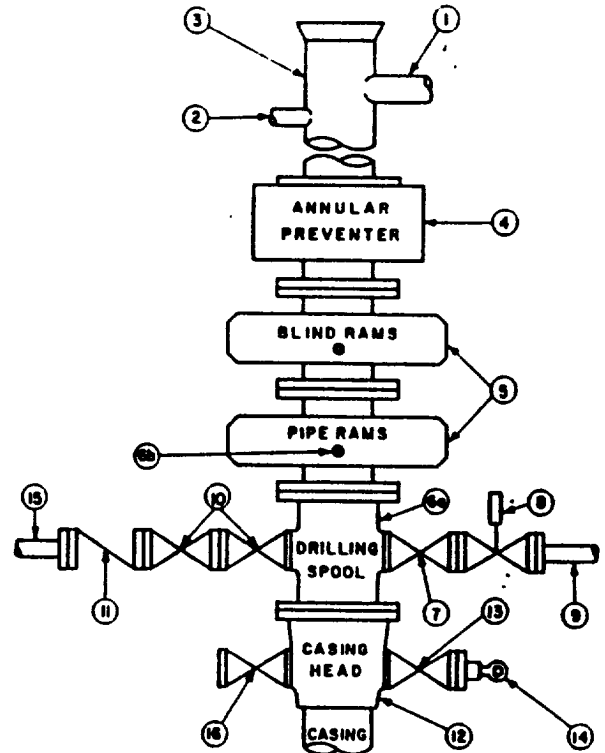 3
1
2
ANNULAR
PREVENTER
4
BLIND RAMS
5
PIPE RAMS
6b
15
10
6a
8
DRILLING
SPOOL
11
7
13
9
CASING
HEAD
16
12
14
CASING